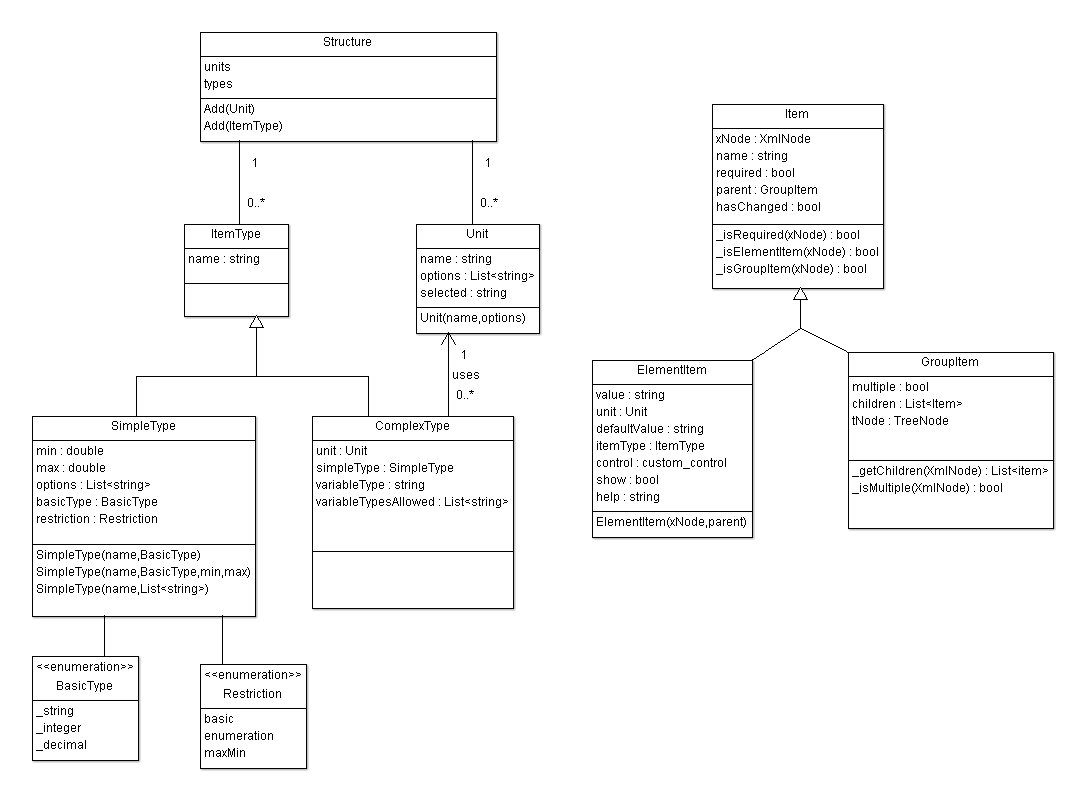 Structure
units
types
Add(Unit)
Add(ItemType)
1
0..*
1
0..*
ItemType
name : string
Unit
name : string
options : List<string>
selected : string
Unit(name,options)
1
uses
0..*
SimpleType
min : double
max : double
options : List<string>
basicType : BasicType
restriction : Restriction
SimpleType(name,BasicType)
SimpleType(name,BasicType,min,max)
SimpleType(name,List<string>)
ComplexType
unit : Unit
simpleType : SimpleType
variableType : string
variableTypesAllowed : List<string>
<<enumeration>>
BasicType
_string
_integer
_decimal
<<enumeration>>
Restriction
basic
enumeration
maxMin
Item
xNode : XmlNode
name : string
required : bool
parent : GroupItem
hasChanged : bool
_isRequired(xNode) : bool
_isElementItem(xNode) : bool
_isGroupItem(xNode) : bool
ElementItem
value : string
unit : Unit
defaultValue : string
itemType : ItemType
control : custom_control
show : bool
help : string
ElementItem(xNode,parent)
GroupItem
multiple : bool
children : List<Item>
tNode : TreeNode
_getChildren(XmlNode) : List<item>
_isMultiple(XmlNode) : bool